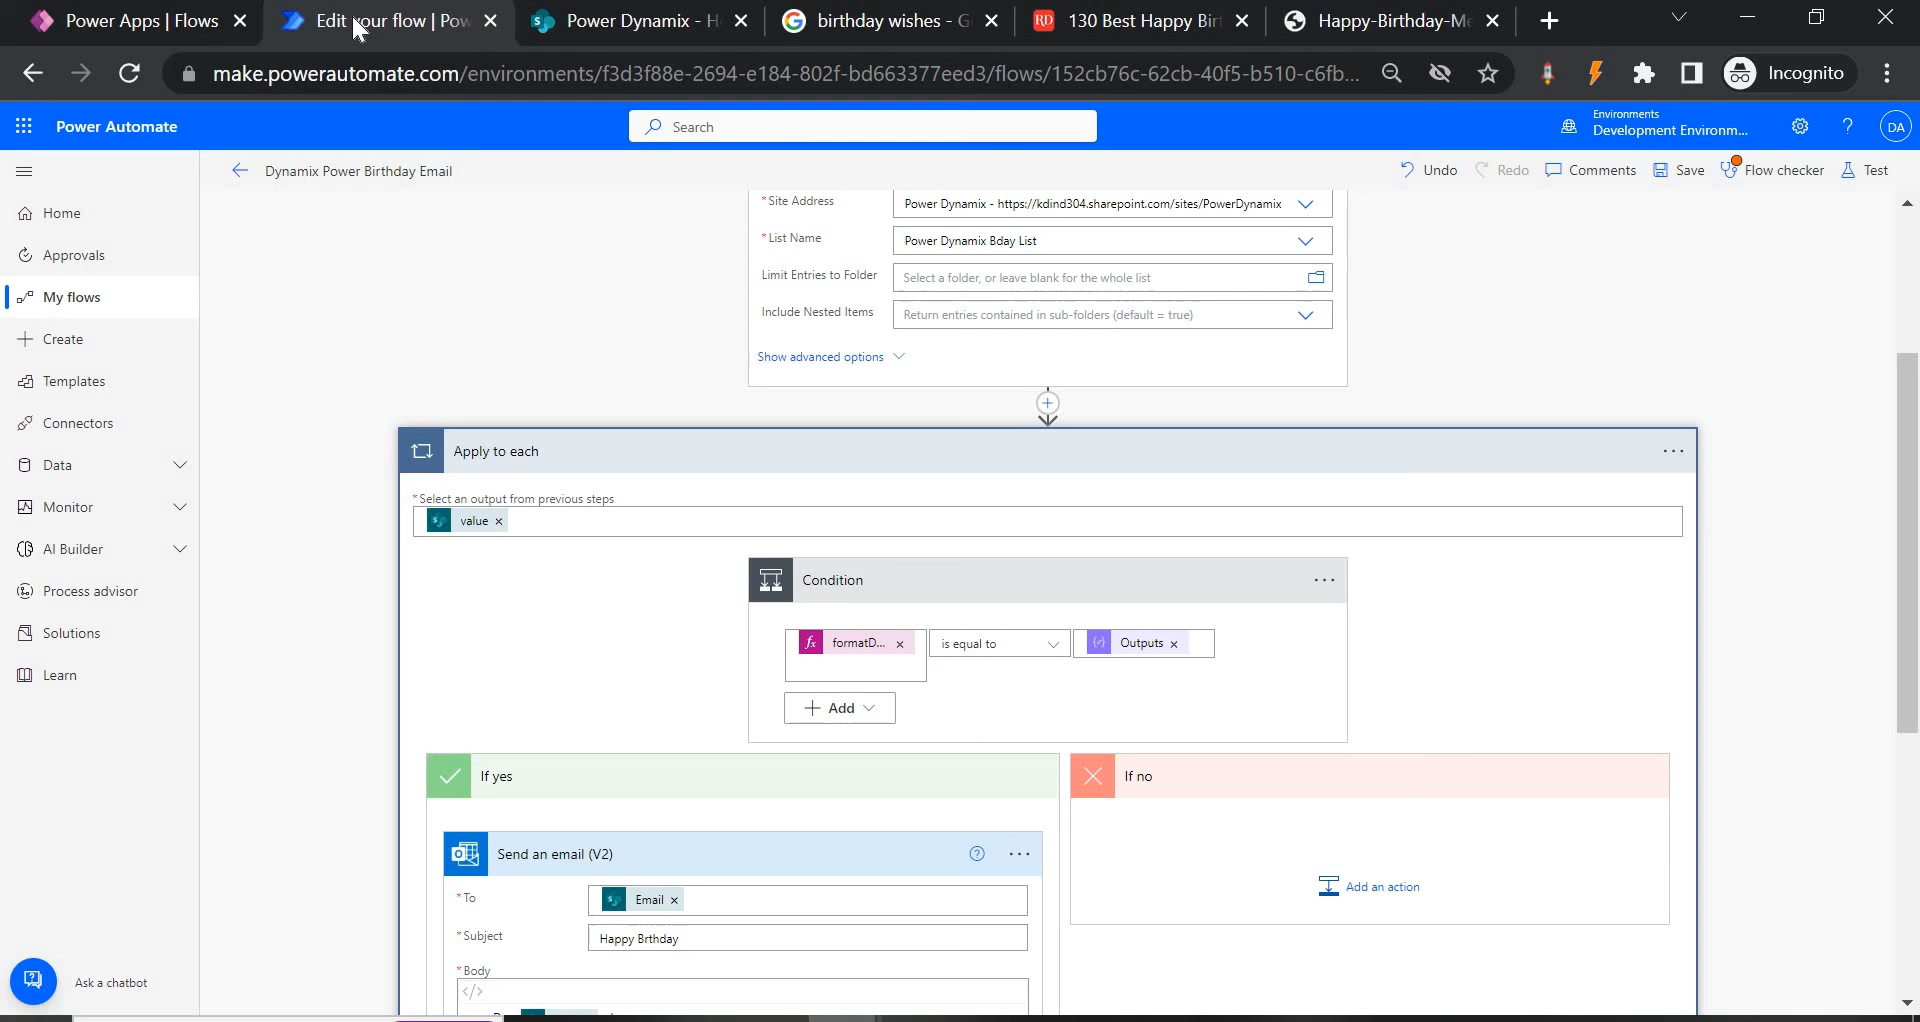 Power Apps | Flows
Edit your flow | Pow
Power Dynamix - H
birthday wishes - G
130 Best Happy Bir
Happy-Birthday-Me
make.powerautomate.com/environments/f3d3f88e-2694-e184-802f-bd663377eed3/flows/152cb76c-62cb-40f5-b510-c6fb...
Incognito
Power Automate
Search
Environments
Development Environm...
DA
Dynamix Power Birthday Email
Undo
Redo
Comments
Save
Flow checker
Test
Home
Approvals
My flows
Create
Templates
Connectors
Data
Monitor
AI Builder
Process advisor
Solutions
Learn
Ask a chatbot
* Site Address
Power Dynamix - https://kdind304.sharepoint.com/sites/PowerDynamix
* List Name
Power Dynamix Bday List
Limit Entries to Folder
Select a folder, or leave blank for the whole list
Include Nested Items
Return entries contained in sub-folders (default = true)
Show advanced options
Apply to each
* Select an output from previous steps
value
Condition
formatD...
is equal to
Outputs
Add
If yes
If no
Send an email (V2)
Add an action
* To
Email
* Subject
Happy Brthday
* Body
</>